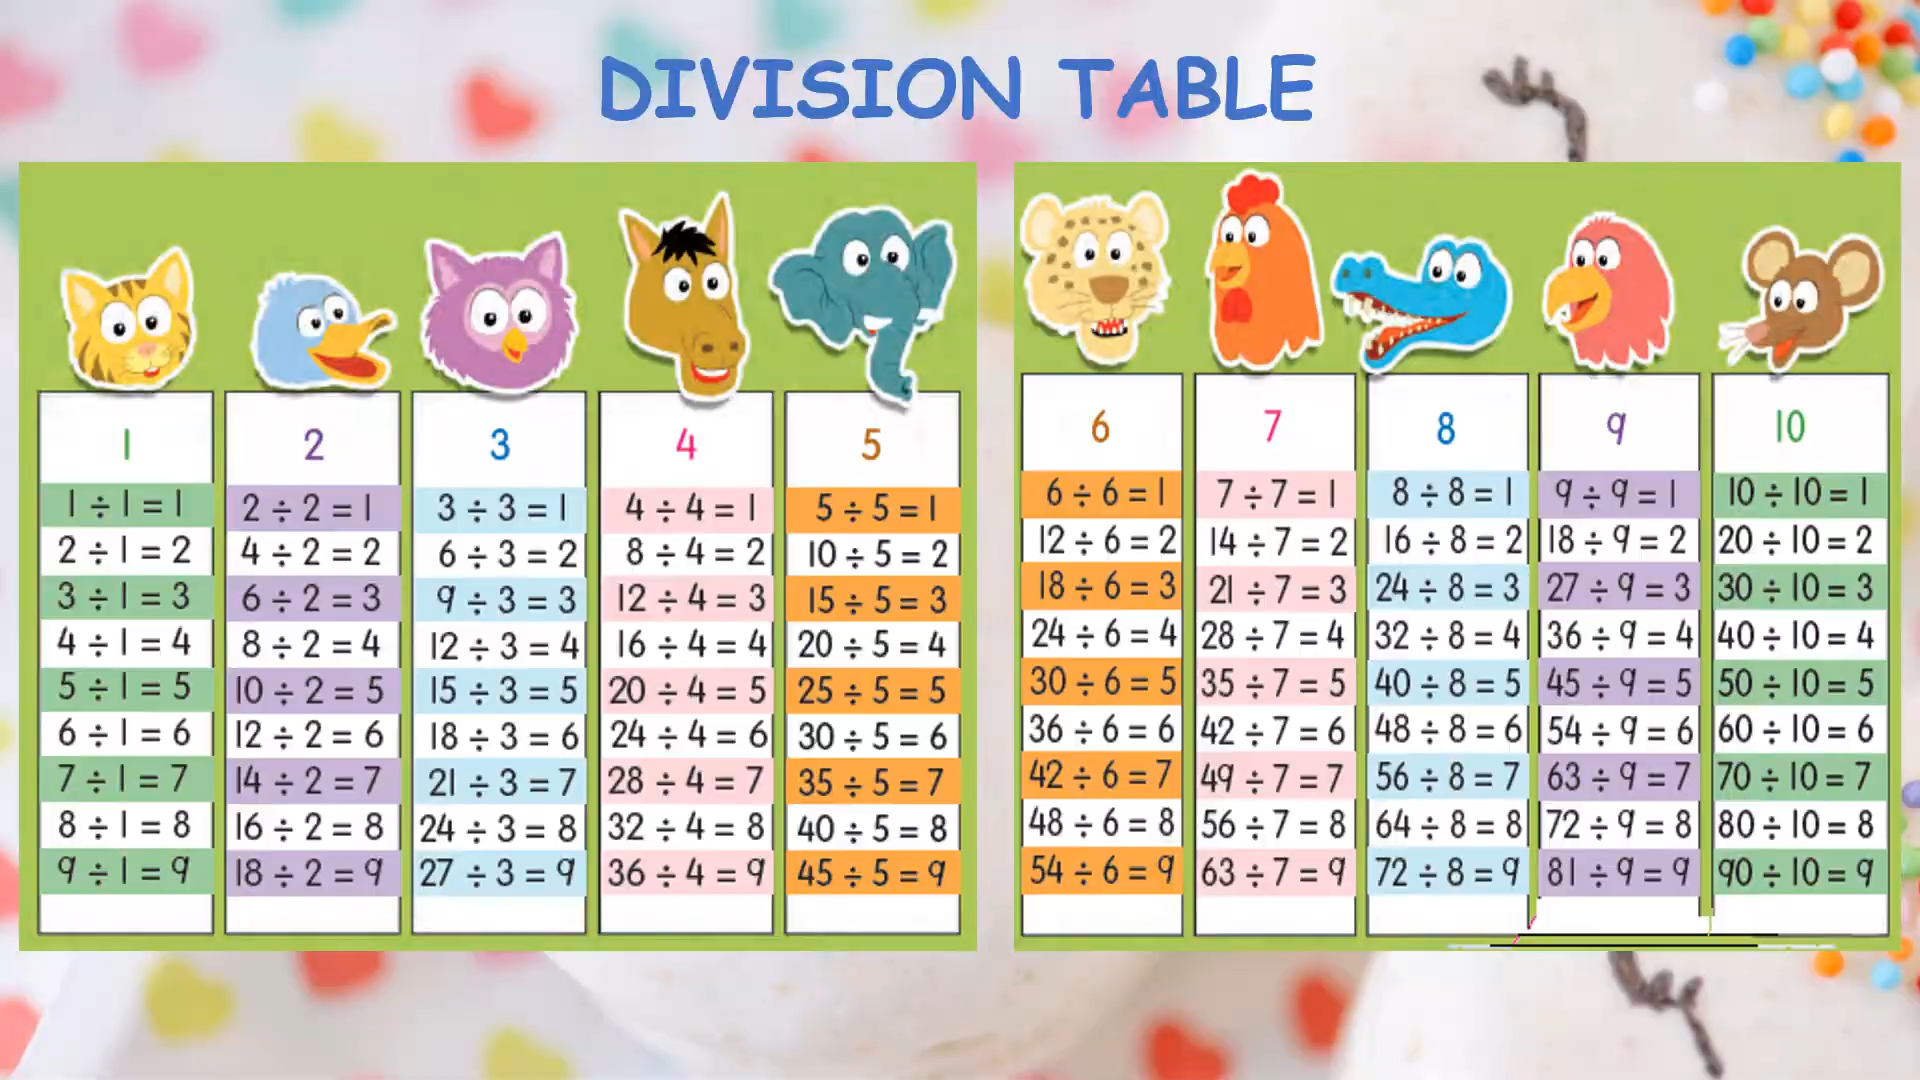 DIVISION TABLE
1
1 ÷ 1 = 1
2 ÷ 1 = 2
3 ÷ 1 = 3
4 ÷ 1 = 4
5 ÷ 1 = 5
6 ÷ 1 = 6
7 ÷ 1 = 7
8 ÷ 1 = 8
9 ÷ 1 = 9
2
2 ÷ 2 = 1
4 ÷ 2 = 2
6 ÷ 2 = 3
8 ÷ 2 = 4
10 ÷ 2 = 5
12 ÷ 2 = 6
14 ÷ 2 = 7
16 ÷ 2 = 8
18 ÷ 2 = 9
3
3 ÷ 3 = 1
6 ÷ 3 = 2
9 ÷ 3 = 3
12 ÷ 3 = 4
15 ÷ 3 = 5
18 ÷ 3 = 6
21 ÷ 3 = 7
24 ÷ 3 = 8
27 ÷ 3 = 9
4
4 ÷ 4 = 1
8 ÷ 4 = 2
12 ÷ 4 = 3
16 ÷ 4 = 4
20 ÷ 4 = 5
24 ÷ 4 = 6
28 ÷ 4 = 7
32 ÷ 4 = 8
36 ÷ 4 = 9
5
5 ÷ 5 = 1
10 ÷ 5 = 2
15 ÷ 5 = 3
20 ÷ 5 = 4
25 ÷ 5 = 5
30 ÷ 5 = 6
35 ÷ 5 = 7
40 ÷ 5 = 8
45 ÷ 5 = 9
6
6 ÷ 6 = 1
12 ÷ 6 = 2
18 ÷ 6 = 3
24 ÷ 6 = 4
30 ÷ 6 = 5
36 ÷ 6 = 6
42 ÷ 6 = 7
48 ÷ 6 = 8
54 ÷ 6 = 9
7
7 ÷ 7 = 1
14 ÷ 7 = 2
21 ÷ 7 = 3
28 ÷ 7 = 4
35 ÷ 7 = 5
42 ÷ 7 = 6
49 ÷ 7 = 7
56 ÷ 7 = 8
63 ÷ 7 = 9
8
8 ÷ 8 = 1
16 ÷ 8 = 2
24 ÷ 8 = 3
32 ÷ 8 = 4
40 ÷ 8 = 5
48 ÷ 8 = 6
56 ÷ 8 = 7
64 ÷ 8 = 8
72 ÷ 8 = 9
9
9 ÷ 9 = 1
18 ÷ 9 = 2
27 ÷ 9 = 3
36 ÷ 9 = 4
45 ÷ 9 = 5
54 ÷ 9 = 6
63 ÷ 9 = 7
72 ÷ 9 = 8
81 ÷ 9 = 9
10
10 ÷ 10 = 1
20 ÷ 10 = 2
30 ÷ 10 = 3
40 ÷ 10 = 4
50 ÷ 10 = 5
60 ÷ 10 = 6
70 ÷ 10 = 7
80 ÷ 10 = 8
90 ÷ 10 = 9